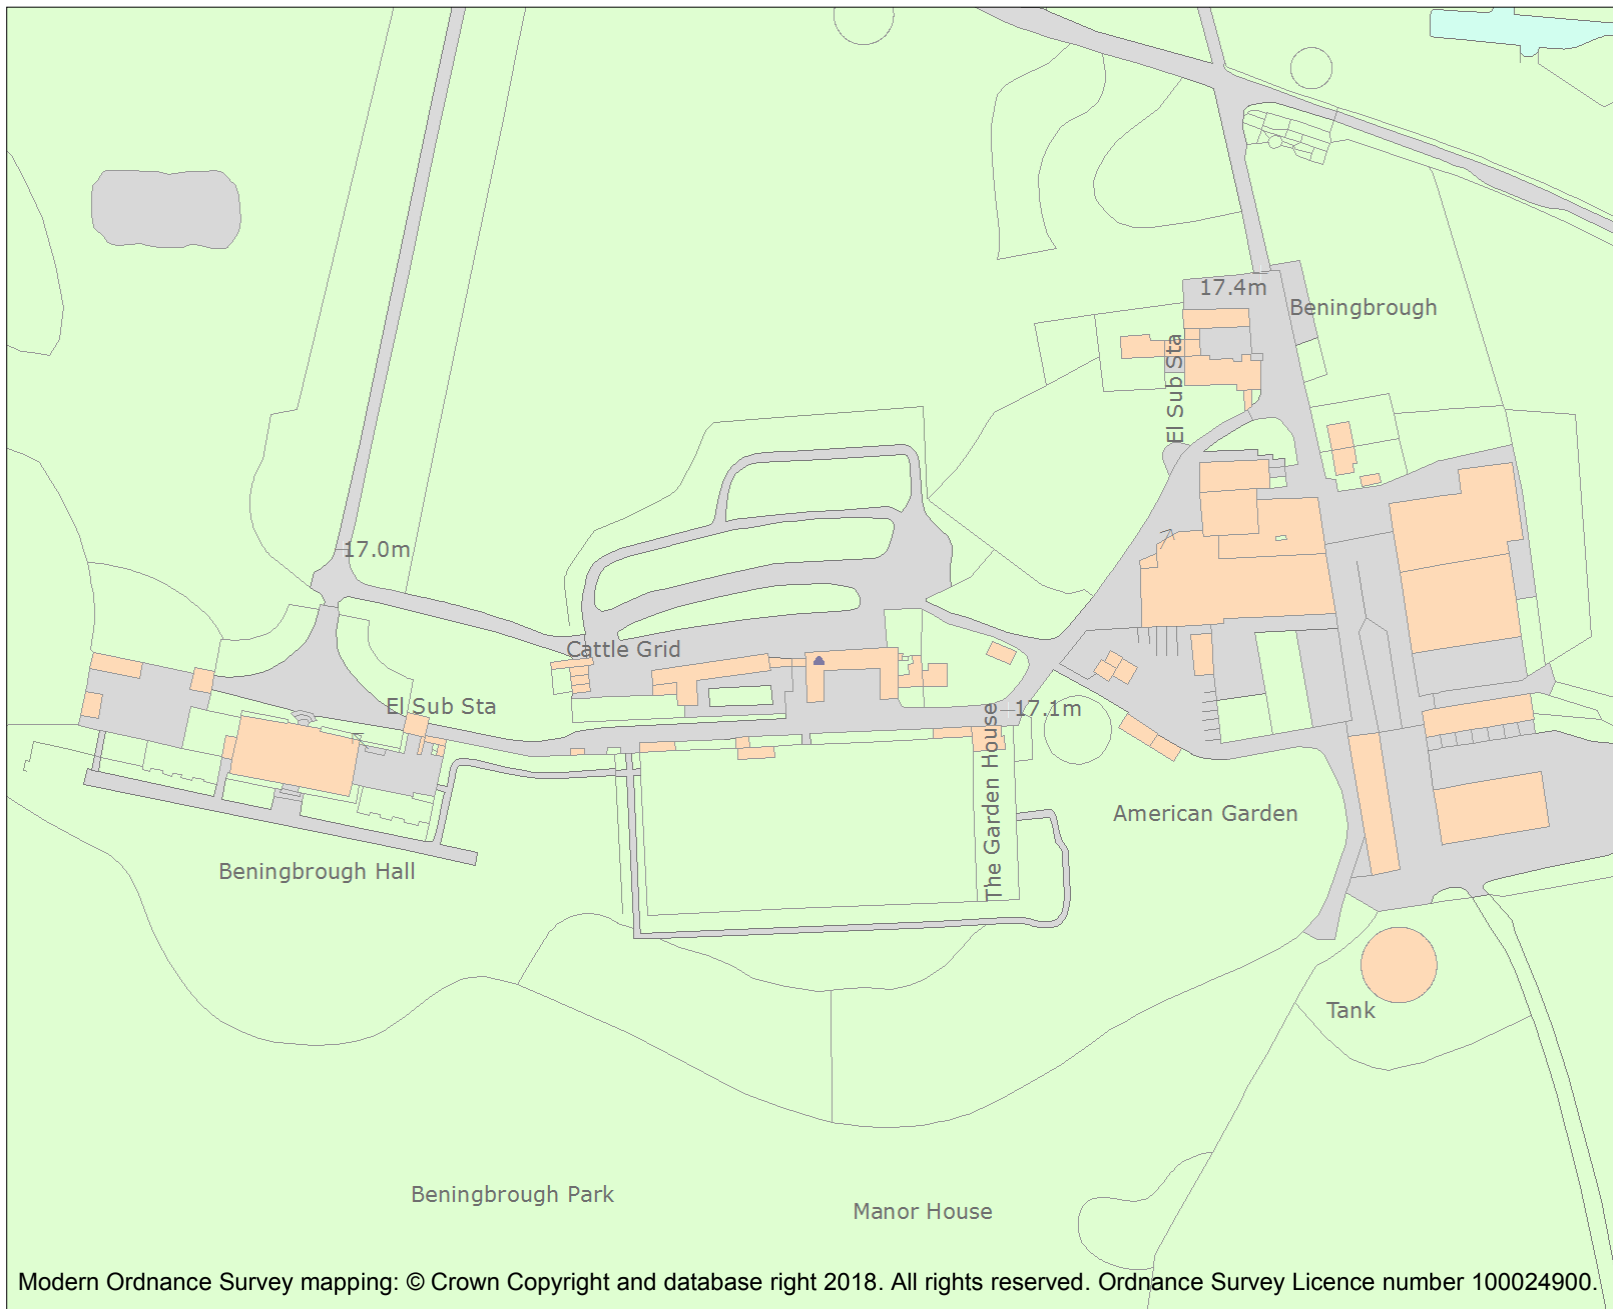 17.4m
Beningbrough
El Sub Sta
17.0m
Cattle Grid
El Sub Sta
17.1m
The Garden House
American Garden
Beningbrough Hall
Tank
Beningbrough Park
Manor House
Modern Ordnance Survey mapping: © Crown Copyright and database right 2018. All rights reserved. Ordnance Survey Licence number 100024900.